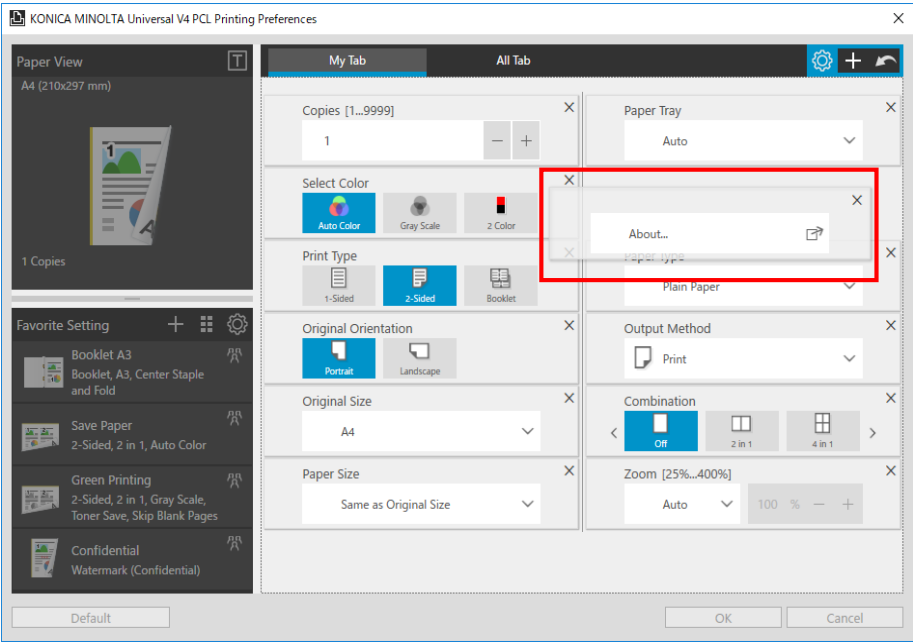 KONICA MINOLTA Universal V4 PCL Printing Preferences
Paper View
T
A4 (210x297 mm)
1
A
1 Copies
Favorite Setting
Booklet A3
Booklet, A3, Center Staple
and Fold
Save Paper
2-Sided, 2 in 1, Auto Color
Green Printing
2-Sided, 2 in 1, Gray Scale,
Toner Save, Skip Blank Pages
Confidential
Watermark (Confidential)
My Tab
All Tab
Copies [1...9999]
1
Select Color
Auto Color
Gray Scale
2 Color
Print Type
1-Sided
2-Sided
Booklet
Original Orientation
Portrait
Landscape
Original Size
A4
Paper Size
Same as Original Size
Paper Tray
Auto
About...
Paper Type
Plain Paper
Output Method
Print
Combination
Off
2 in 1
4 in 1
Zoom [25%...400%]
Auto
100 %
Default
OK
Cancel